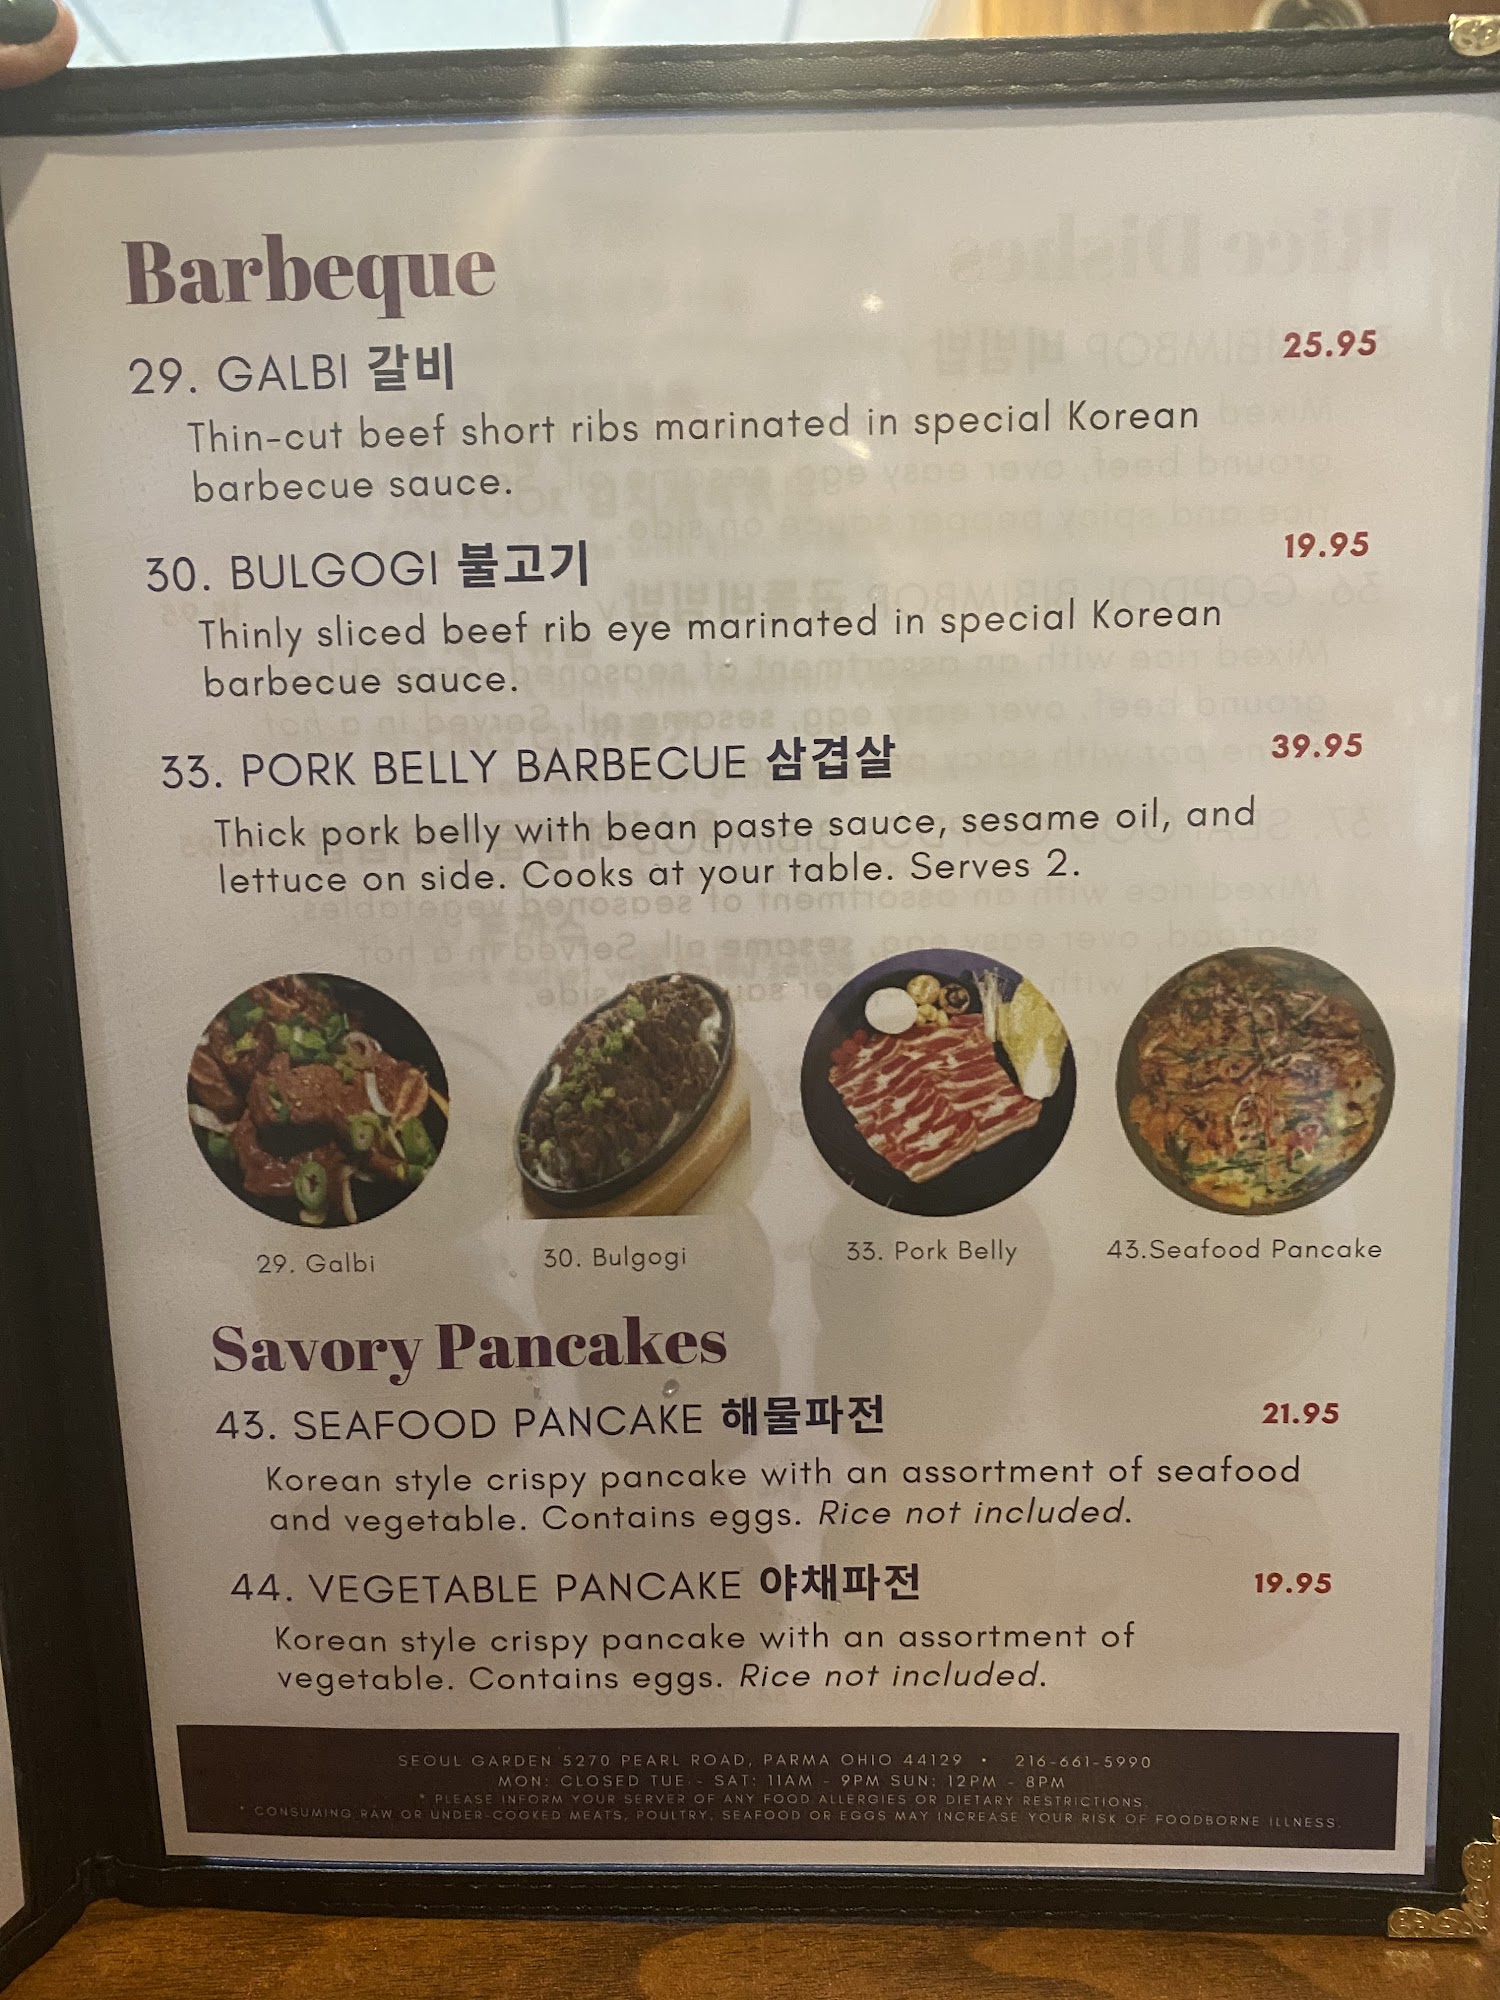 Barbeque
29. GALBI 갈비 25.95
Thin-cut beef short ribs marinated in special Korean
barbecue sauce.
30. BULGOGI 불고기 19.95
Thinly sliced beef rib eye marinated in special Korean
barbecue sauce.
33. PORK BELLY BARBECUE 삼겹살 39.95
Thick pork belly with bean paste sauce, sesame oil, and
lettuce on side. Cooks at your table. Serves 2.
29. Galbi
30. Bulgogi
33. Pork Belly
43.Seafood Pancake
Savory Pancakes
43. SEAFOOD PANCAKE 해물파전 21.95
Korean style crispy pancake with an assortment of seafood
and vegetable. Contains eggs. Rice not included.
44. VEGETABLE PANCAKE 야채파전 19.95
Korean style crispy pancake with an assortment of
vegetable. Contains eggs. Rice not included.
SEOUL GARDEN 5270 PEARL ROAD, PARMA OHIO 44129 • 216-661-5990
MON: CLOSED TUE - SAT: 11AM - 9PM SUN: 12PM - 8PM
* PLEASE INFORM YOUR SERVER OF ANY FOOD ALLERGIES OR DIETARY RESTRICTIONS.
* CONSUMING RAW OR UNDER-COOKED MEATS, POULTRY, SEAFOOD OR EGGS MAY INCREASE YOUR RISK OF FOODBORNE ILLNESS.